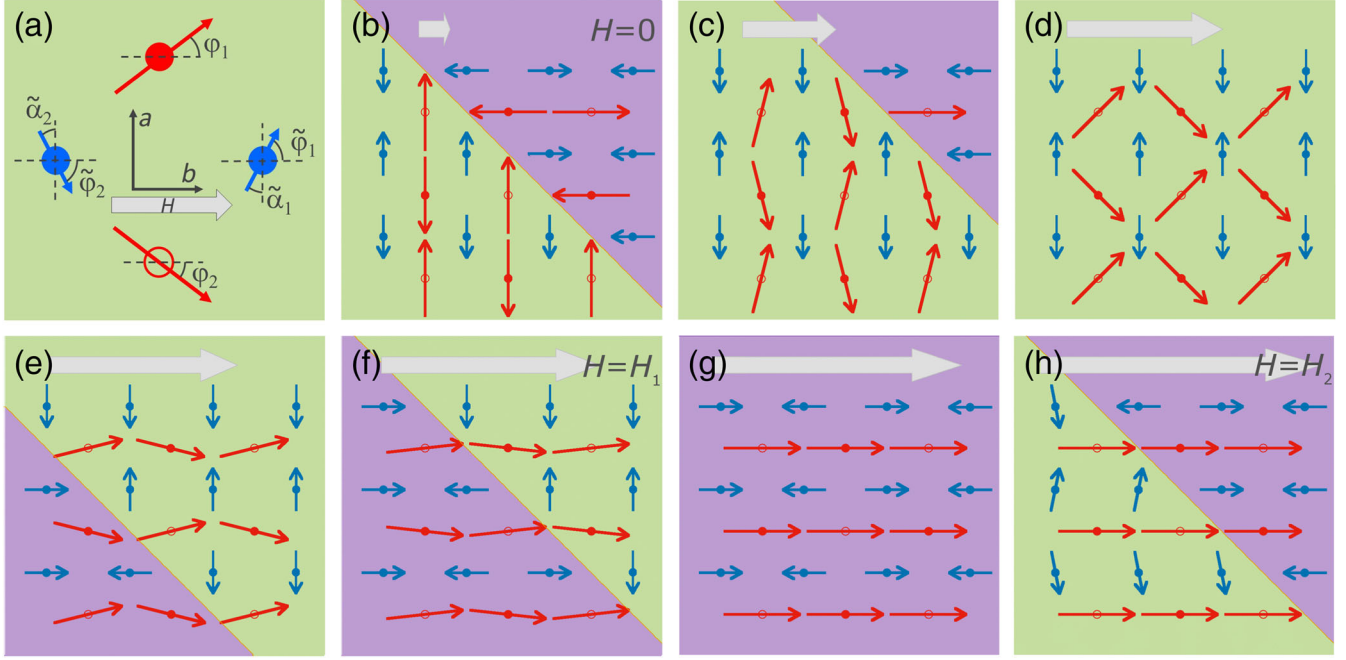 (a)
φ₁
α̃₂
a
φ̃₁
φ̃₂
b
α̃₁
H
φ₂
(b)
H=0
(c)
(d)
(e)
(f)
H=H₁
(g)
(h)
H=H₂